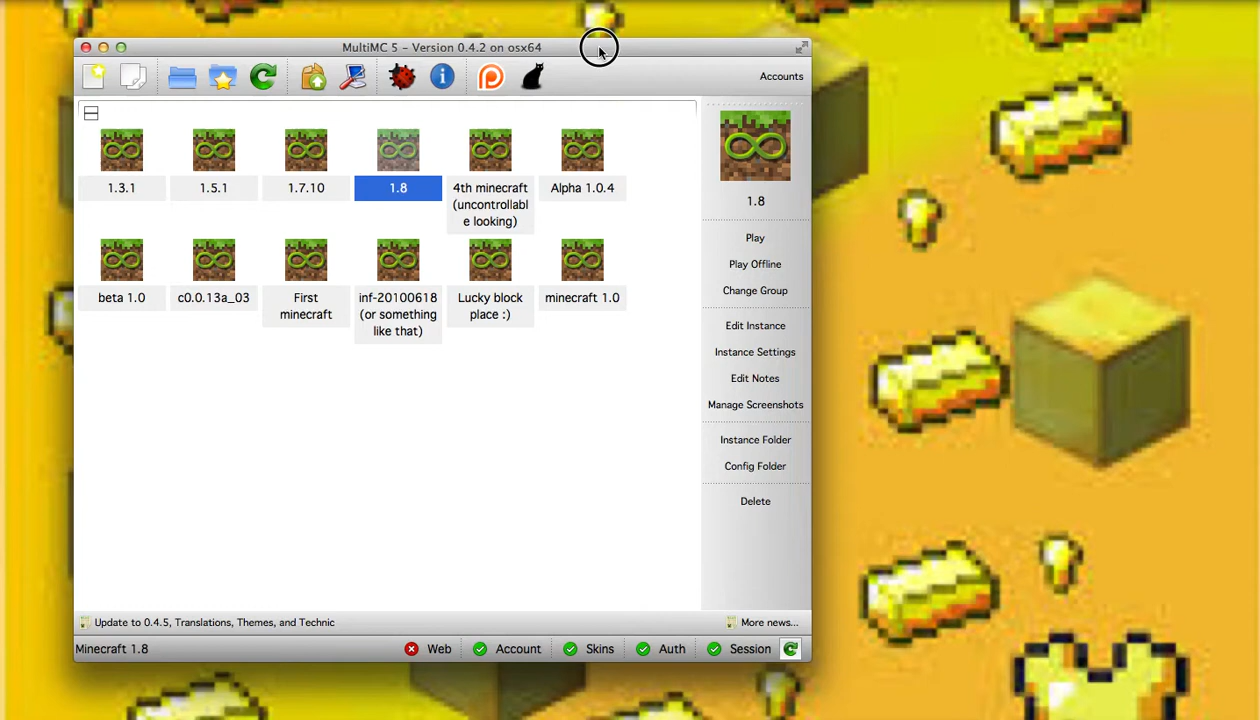 MultiMC 5 – Version 0.4.2 on osx64
Accounts
1.3.1
1.5.1
1.7.10
1.8
4th minecraft
(uncontrollabl
e looking)
Alpha 1.0.4
beta 1.0
c0.0.13a_03
First
minecraft
inf-20100618
(or something
like that)
Lucky block
place :)
minecraft 1.0
1.8
Play
Play Offline
Change Group
Edit Instance
Instance Settings
Edit Notes
Manage Screenshots
Instance Folder
Config Folder
Delete
Update to 0.4.5, Translations, Themes, and Technic
More news...
Minecraft 1.8
Web
Account
Skins
Auth
Session